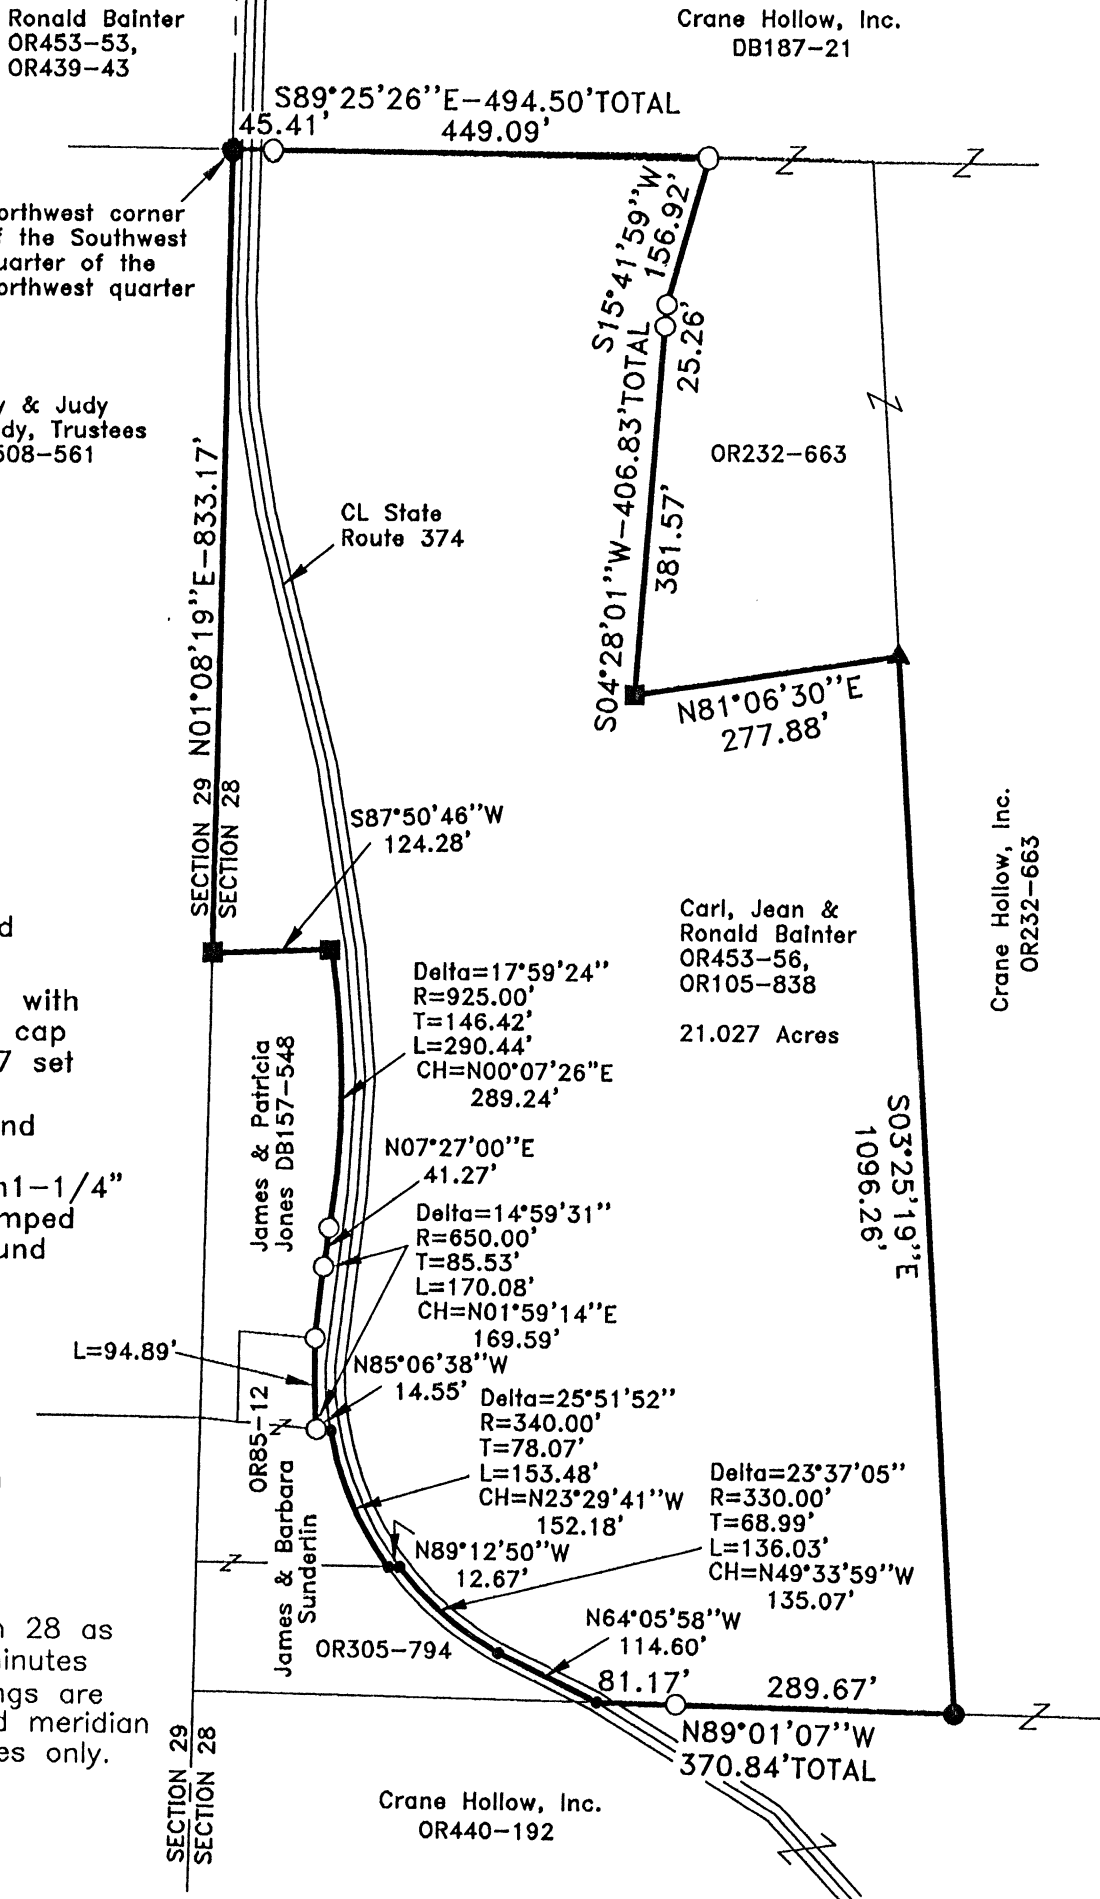 Ronald Bainter
OR453-53,
OR439-43
Crane Hollow, Inc.
DB187-21
S89°25'26"E-494.50'TOTAL
45.41'
449.09'
orthwest corner
f the Southwest
uarter of the
orthwest quarter
S15°41'59"W
156.92'
25.26'
S04°28'01"W-406.83'TOTAL
381.57'
OR232-663
y & Judy
dy, Trustees
508-561
N01°08'19"E-833.17'
CL State
Route 374
N81°06'30"E
277.88'
SECTION 29
SECTION 28
S87°50'46"W
124.28'
Crane Hollow, Inc.
OR232-663
Carl, Jean &
Ronald Bainter
OR453-56,
OR105-838
21.027 Acres
d
with
cap
7 set
nd
n1-1/4"
mped
und
Delta=17°59'24"
R=925.00'
T=146.42'
L=290.44'
CH=N00°07'26"E
289.24'
James & Patricia
Jones DB157-548
S03°25'19"E
1096.26'
N07°27'00"E
41.27'
Delta=14°59'31"
R=650.00'
T=85.53'
L=170.08'
CH=N01°59'14"E
169.59'
L=94.89'
N85°06'38"W
14.55'
OR85-12
Delta=25°51'52"
R=340.00'
T=78.07'
L=153.48'
CH=N23°29'41"W
152.18'
Delta=23°37'05"
R=330.00'
T=68.99'
L=136.03'
CH=N49°33'59"W
135.07'
James & Barbara
Sunderlin
N89°12'50"W
12.67'
OR305-794
N64°05'58"W
114.60'
n 28 as
inutes
ngs are
d meridian
es only.
81.17'
289.67'
N89°01'07"W
370.84'TOTAL
SECTION 29
SECTION 28
Crane Hollow, Inc.
OR440-192